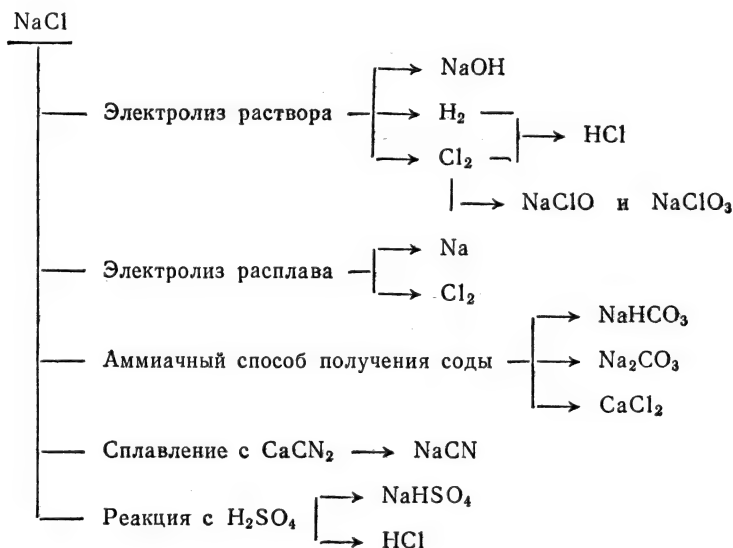 NaCl
NaOH
Электролиз раствора H₂ HCl
Cl₂
NaClO и NaClO₃
Na
Электролиз расплава
Cl₂
NaHCO₃
Аммиачный способ получения соды Na₂CO₃
CaCl₂
Сплавление с CaCN₂ NaCN
NaHSO₄
Реакция с H₂SO₄
HCl